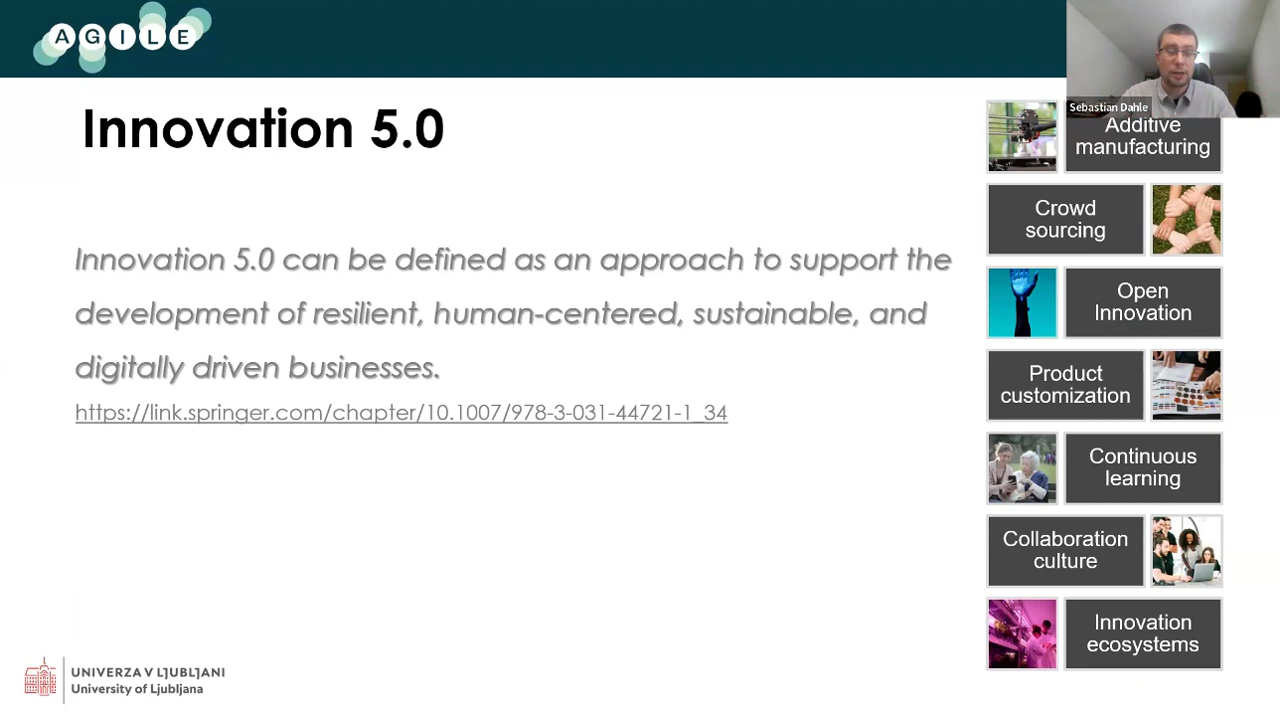 AGILE
Sebastian Dahle
Innovation 5.0
Innovation 5.0 can be defined as an approach to support the
development of resilient, human-centered, sustainable, and
digitally driven businesses.
https://link.springer.com/chapter/10.1007/978-3-031-44721-1_34
Additive
manufacturing
Crowd
sourcing
Open
Innovation
Product
customization
Continuous
learning
Collaboration
culture
Innovation
ecosystems
UNIVERZA V LJUBLJANI
University of Ljubljana